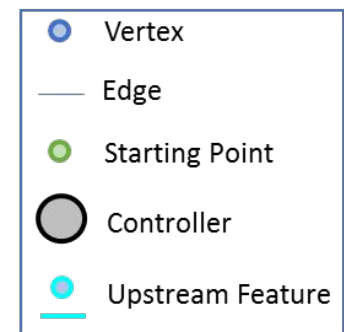 Vertex
Edge
Starting Point
Controller
Upstream Feature